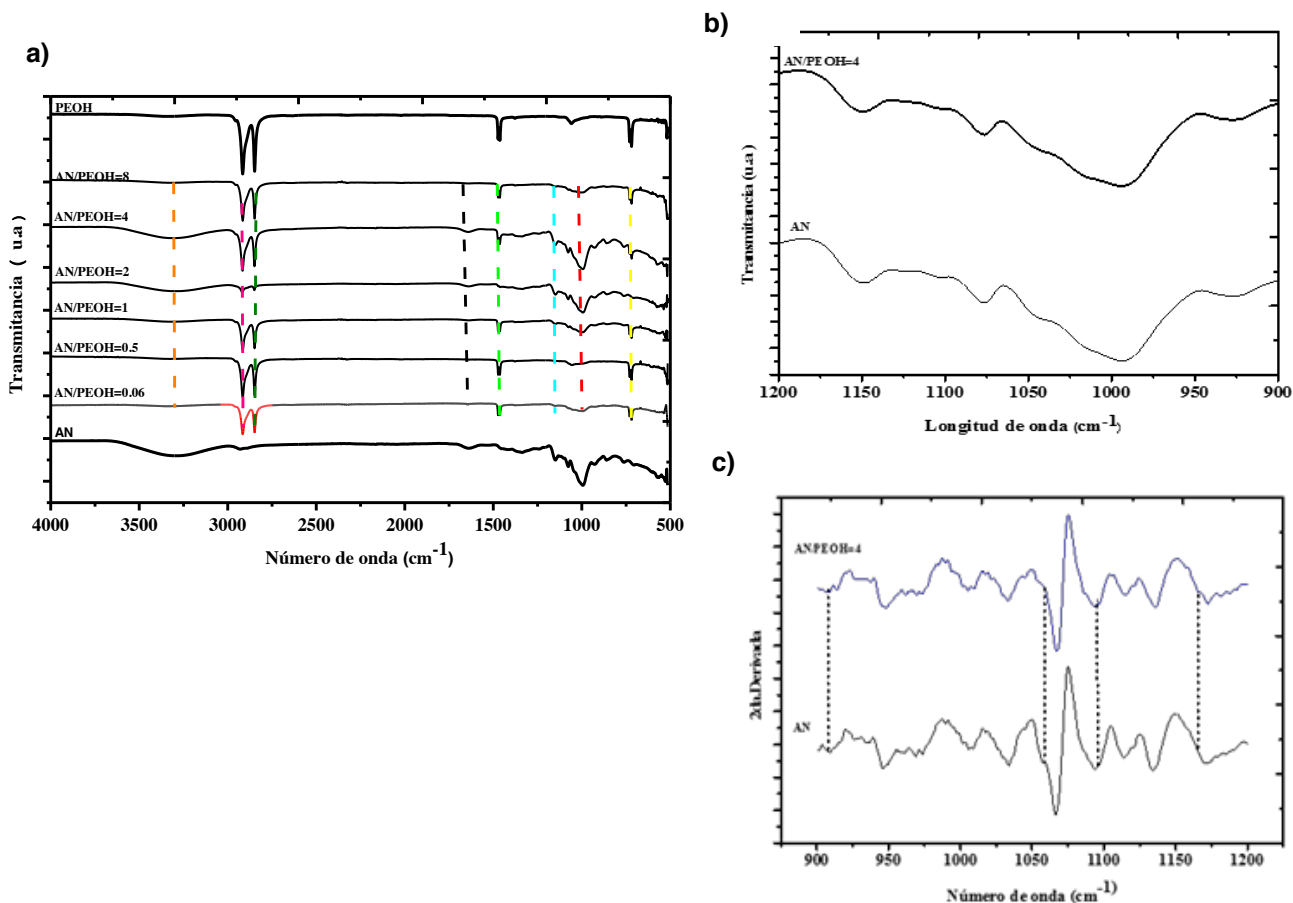 a)
PEOH
AN/PEOH=8
AN/PEOH=4
AN/PEOH=2
AN/PEOH=1
AN/PEOH=0.5
AN/PEOH=0.06
AN
Transmitancia ( u.a)
4000 3500 3000 2500 2000 1500 1000 500
Número de onda (cm-1)
b)
AN/PEOH=4
AN
Transmitancia (u.a)
1200 1150 1100 1050 1000 950 900
Longitud de onda (cm-1)
c)
AN/PEOH=4
AN
2da.Derivada
900 950 1000 1050 1100 1150 1200
Número de onda (cm-1)